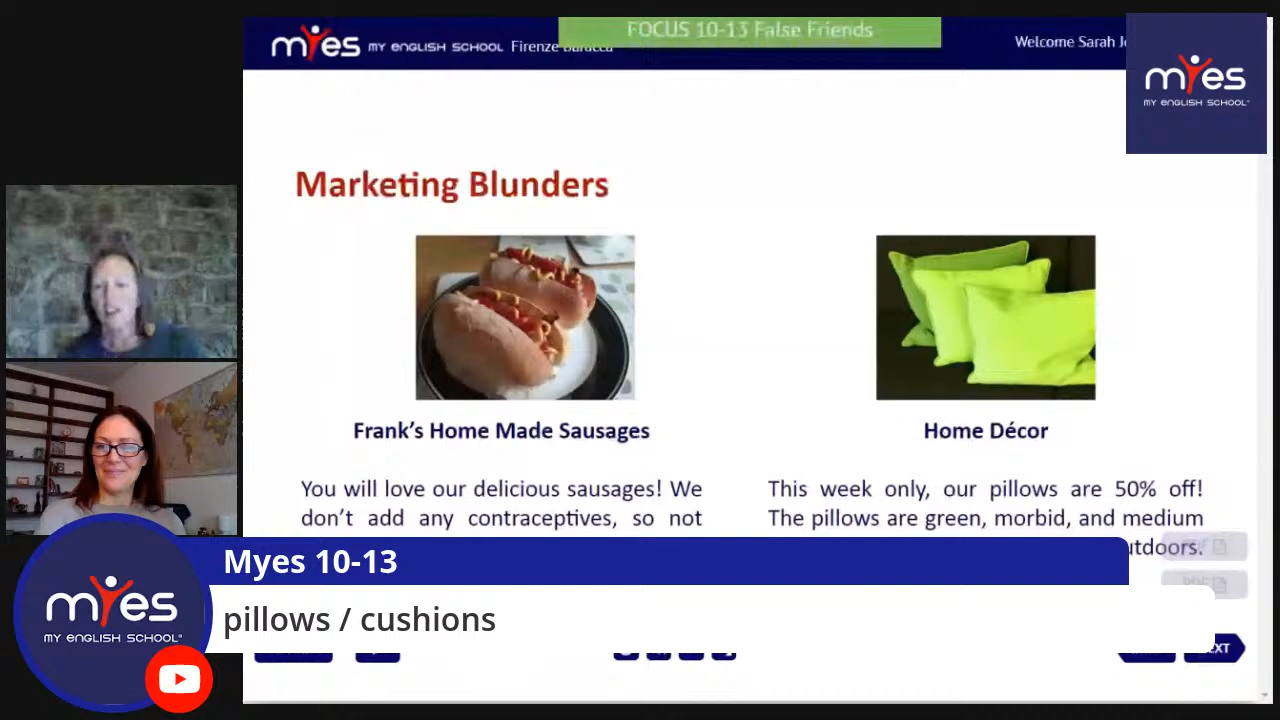 myes MY ENGLISH SCHOOL Firenze Barucci
FOCUS 10-13 False Friends
Welcome Sarah
myes
MY ENGLISH SCHOOL
Marketing Blunders
Frank's Home Made Sausages
Home Décor
You will love our delicious sausages! We
don't add any contraceptives, so not
This week only, our pillows are 50% off!
The pillows are green, morbid, and medium
utdoors.
Myes 10-13
pillows / cushions
myes
MY ENGLISH SCHOOL